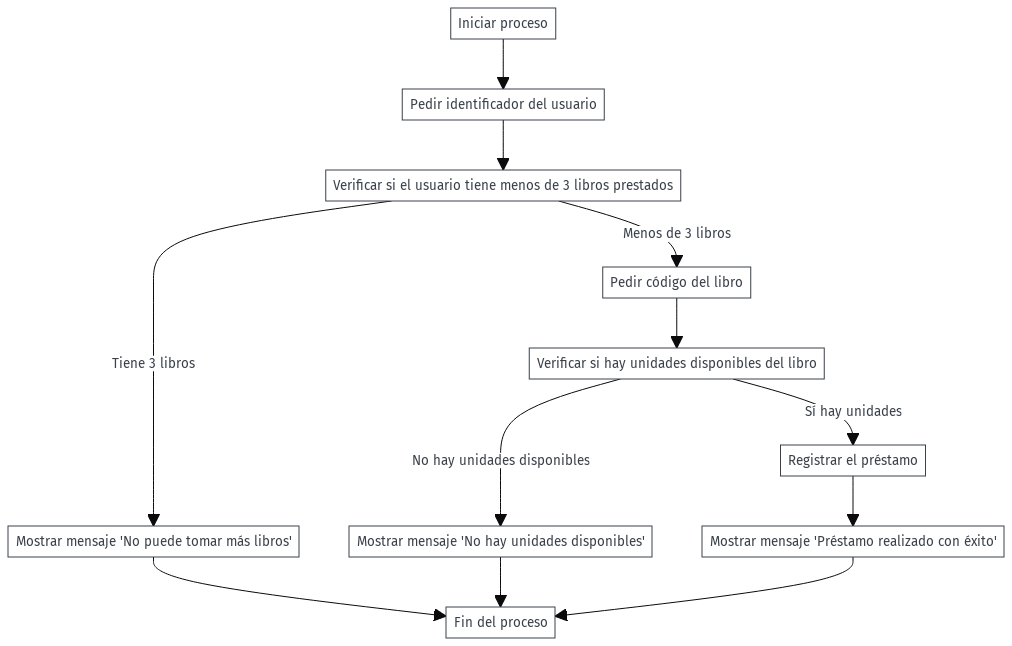 Iniciar proceso
Pedir identificador del usuario
Verificar si el usuario tiene menos de 3 libros prestados
Menos de 3 libros
Pedir código del libro
Tiene 3 libros
Verificar si hay unidades disponibles del libro
Sí hay unidades
No hay unidades disponibles
Registrar el préstamo
Mostrar mensaje 'No puede tomar más libros'
Mostrar mensaje 'No hay unidades disponibles'
Mostrar mensaje 'Préstamo realizado con éxito'
Fin del proceso